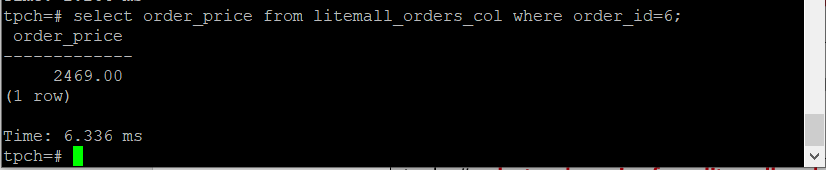 tpch=# select order_price from litemall_orders_col where order_id=6;
 order_price
-------------
     2469.00
(1 row)

Time: 6.336 ms
tpch=#